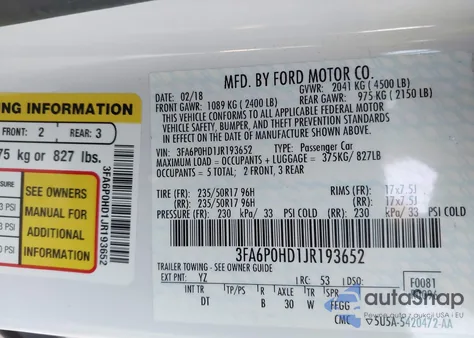 NG INFORMATION
FRONT: 2 REAR: 3
75 kg or 827 lbs.
SEE OWNERS
MANUAL FOR
ADDITIONAL
INFORMATION
3FA6P0HD1JR193652
MFD. BY FORD MOTOR CO.
DATE: 02/18 GVWR: 2041 KG ( 4500 LB)
FRONT GAWR: 1089 KG ( 2400 LB) REAR GAWR: 975 KG ( 2150 LB)
THIS VEHICLE CONFORMS TO ALL APPLICABLE FEDERAL MOTOR
VEHICLE SAFETY, BUMPER, AND THEFT PREVENTION STANDARDS
IN EFFECT ON THE DATE OF MANUFACTURE SHOWN ABOVE.
VIN: 3FA6P0HD1JR193652 TYPE: Passenger Car
MAXIMUM LOAD = OCCUPANTS + LUGGAGE = 375KG/827LB
OCCUPANTS = 5 TOTAL: 2 FRONT, 3 REAR
TIRE (FR): 235/50R17 96H RIMS (FR): 17x7.5J
(RR): 235/50R17 96H (RR): 17x7.5J
PRESSURE (FR): 230 kPa/ 33 PSI COLD (RR): 230 kPa/ 33 PSI COLD
3FA6P0HD1JR193652
TRAILER TOWING - SEE OWNER GUIDE
EXT PNT: YZ RC: 53 DSO: F0081
INT TR TP/PS R AXLE TR SPR
DT B 30 W FFGG
CMC 5U5A-5420472-AA
autoSnap
Power to auction z USA i EU